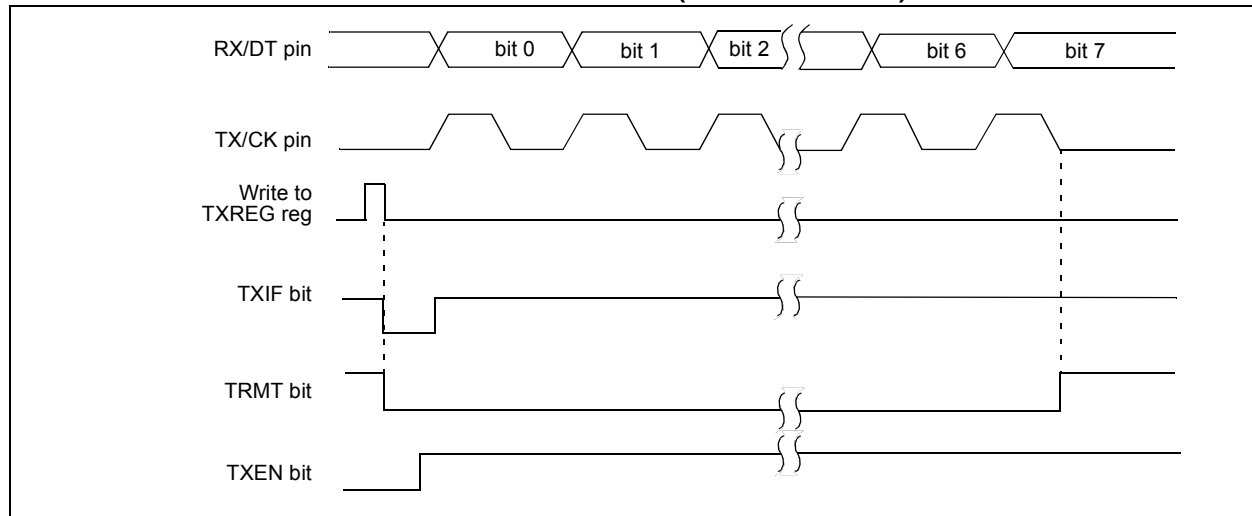 RX/DT pin
bit 0
bit 1
bit 2
bit 6
bit 7
TX/CK pin
Write to
TXREG reg
TXIF bit
TRMT bit
TXEN bit